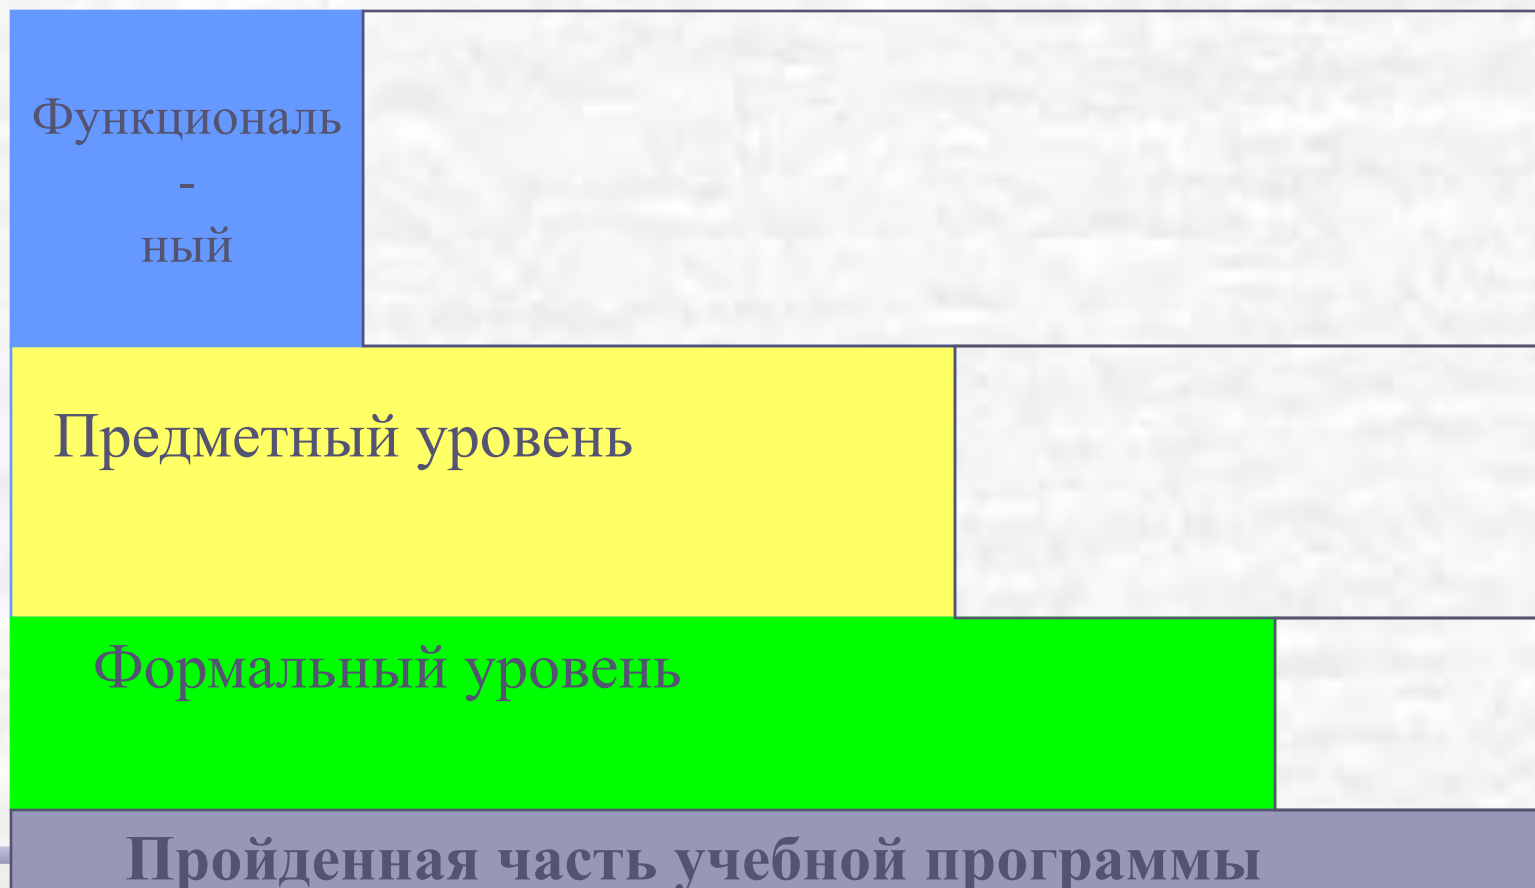 Функциональ
-
ный
Предметный уровень
Формальный уровень
Пройденная часть учебной программы